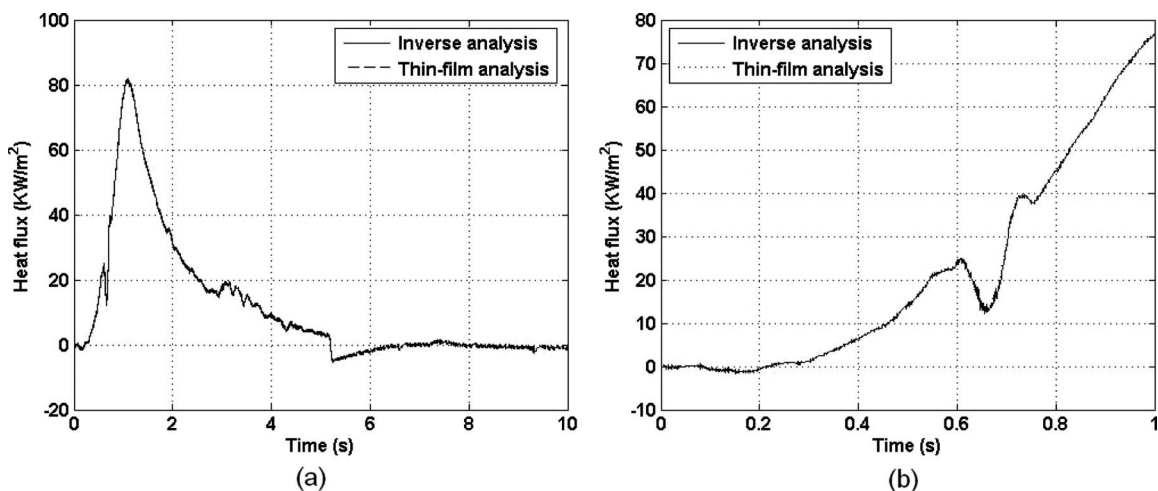 100
80
60
40
20
0
-20
Heat flux (KW/m²)
Inverse analysis
Thin-film analysis
0 2 4 6 8 10
Time (s)
(a)
80
70
60
50
40
30
20
10
0
-10
Heat flux (KW/m²)
Inverse analysis
Thin-film analysis
0 0.2 0.4 0.6 0.8 1
Time (s)
(b)